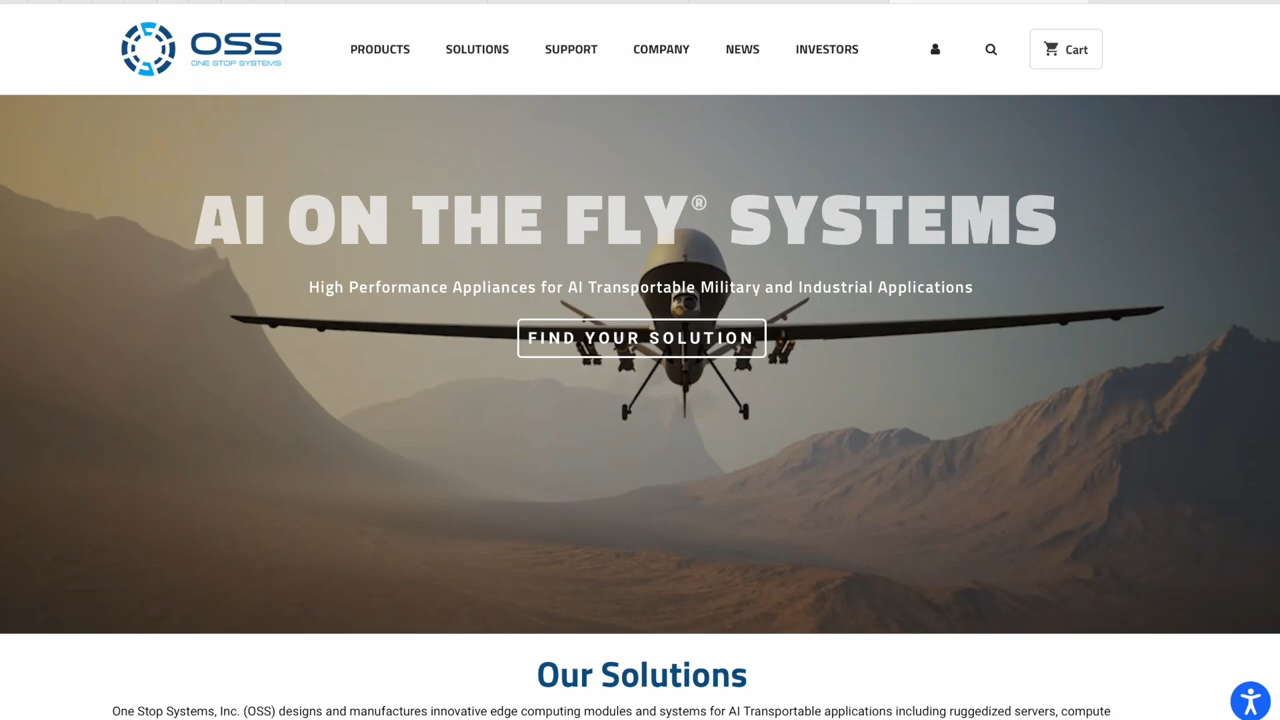 OSS
ONE STOP SYSTEMS
PRODUCTS
SOLUTIONS
SUPPORT
COMPANY
NEWS
INVESTORS
Cart
AI ON THE FLY® SYSTEMS
High Performance Appliances for AI Transportable Military and Industrial Applications
FIND YOUR SOLUTION
Our Solutions
One Stop Systems, Inc. (OSS) designs and manufactures innovative edge computing modules and systems for AI Transportable applications including ruggedized servers, compute